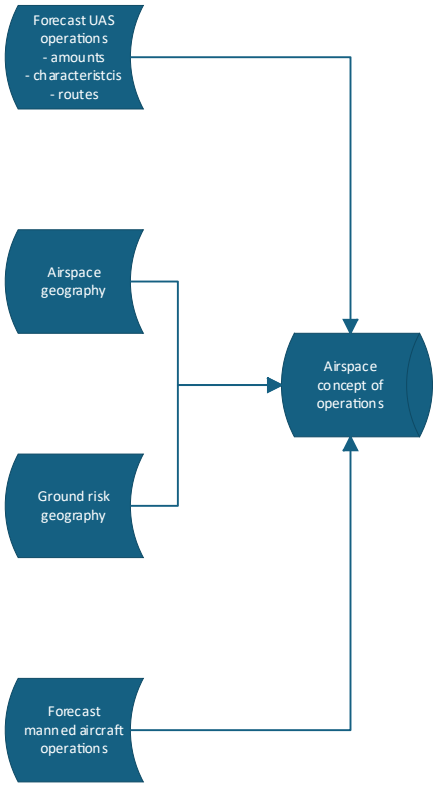 Forecast UAS
operations
- amounts
- characteristcis
- routes
Airspace
geography
Airspace
concept of
operations
Ground risk
geography
Forecast
manned aircraft
operations